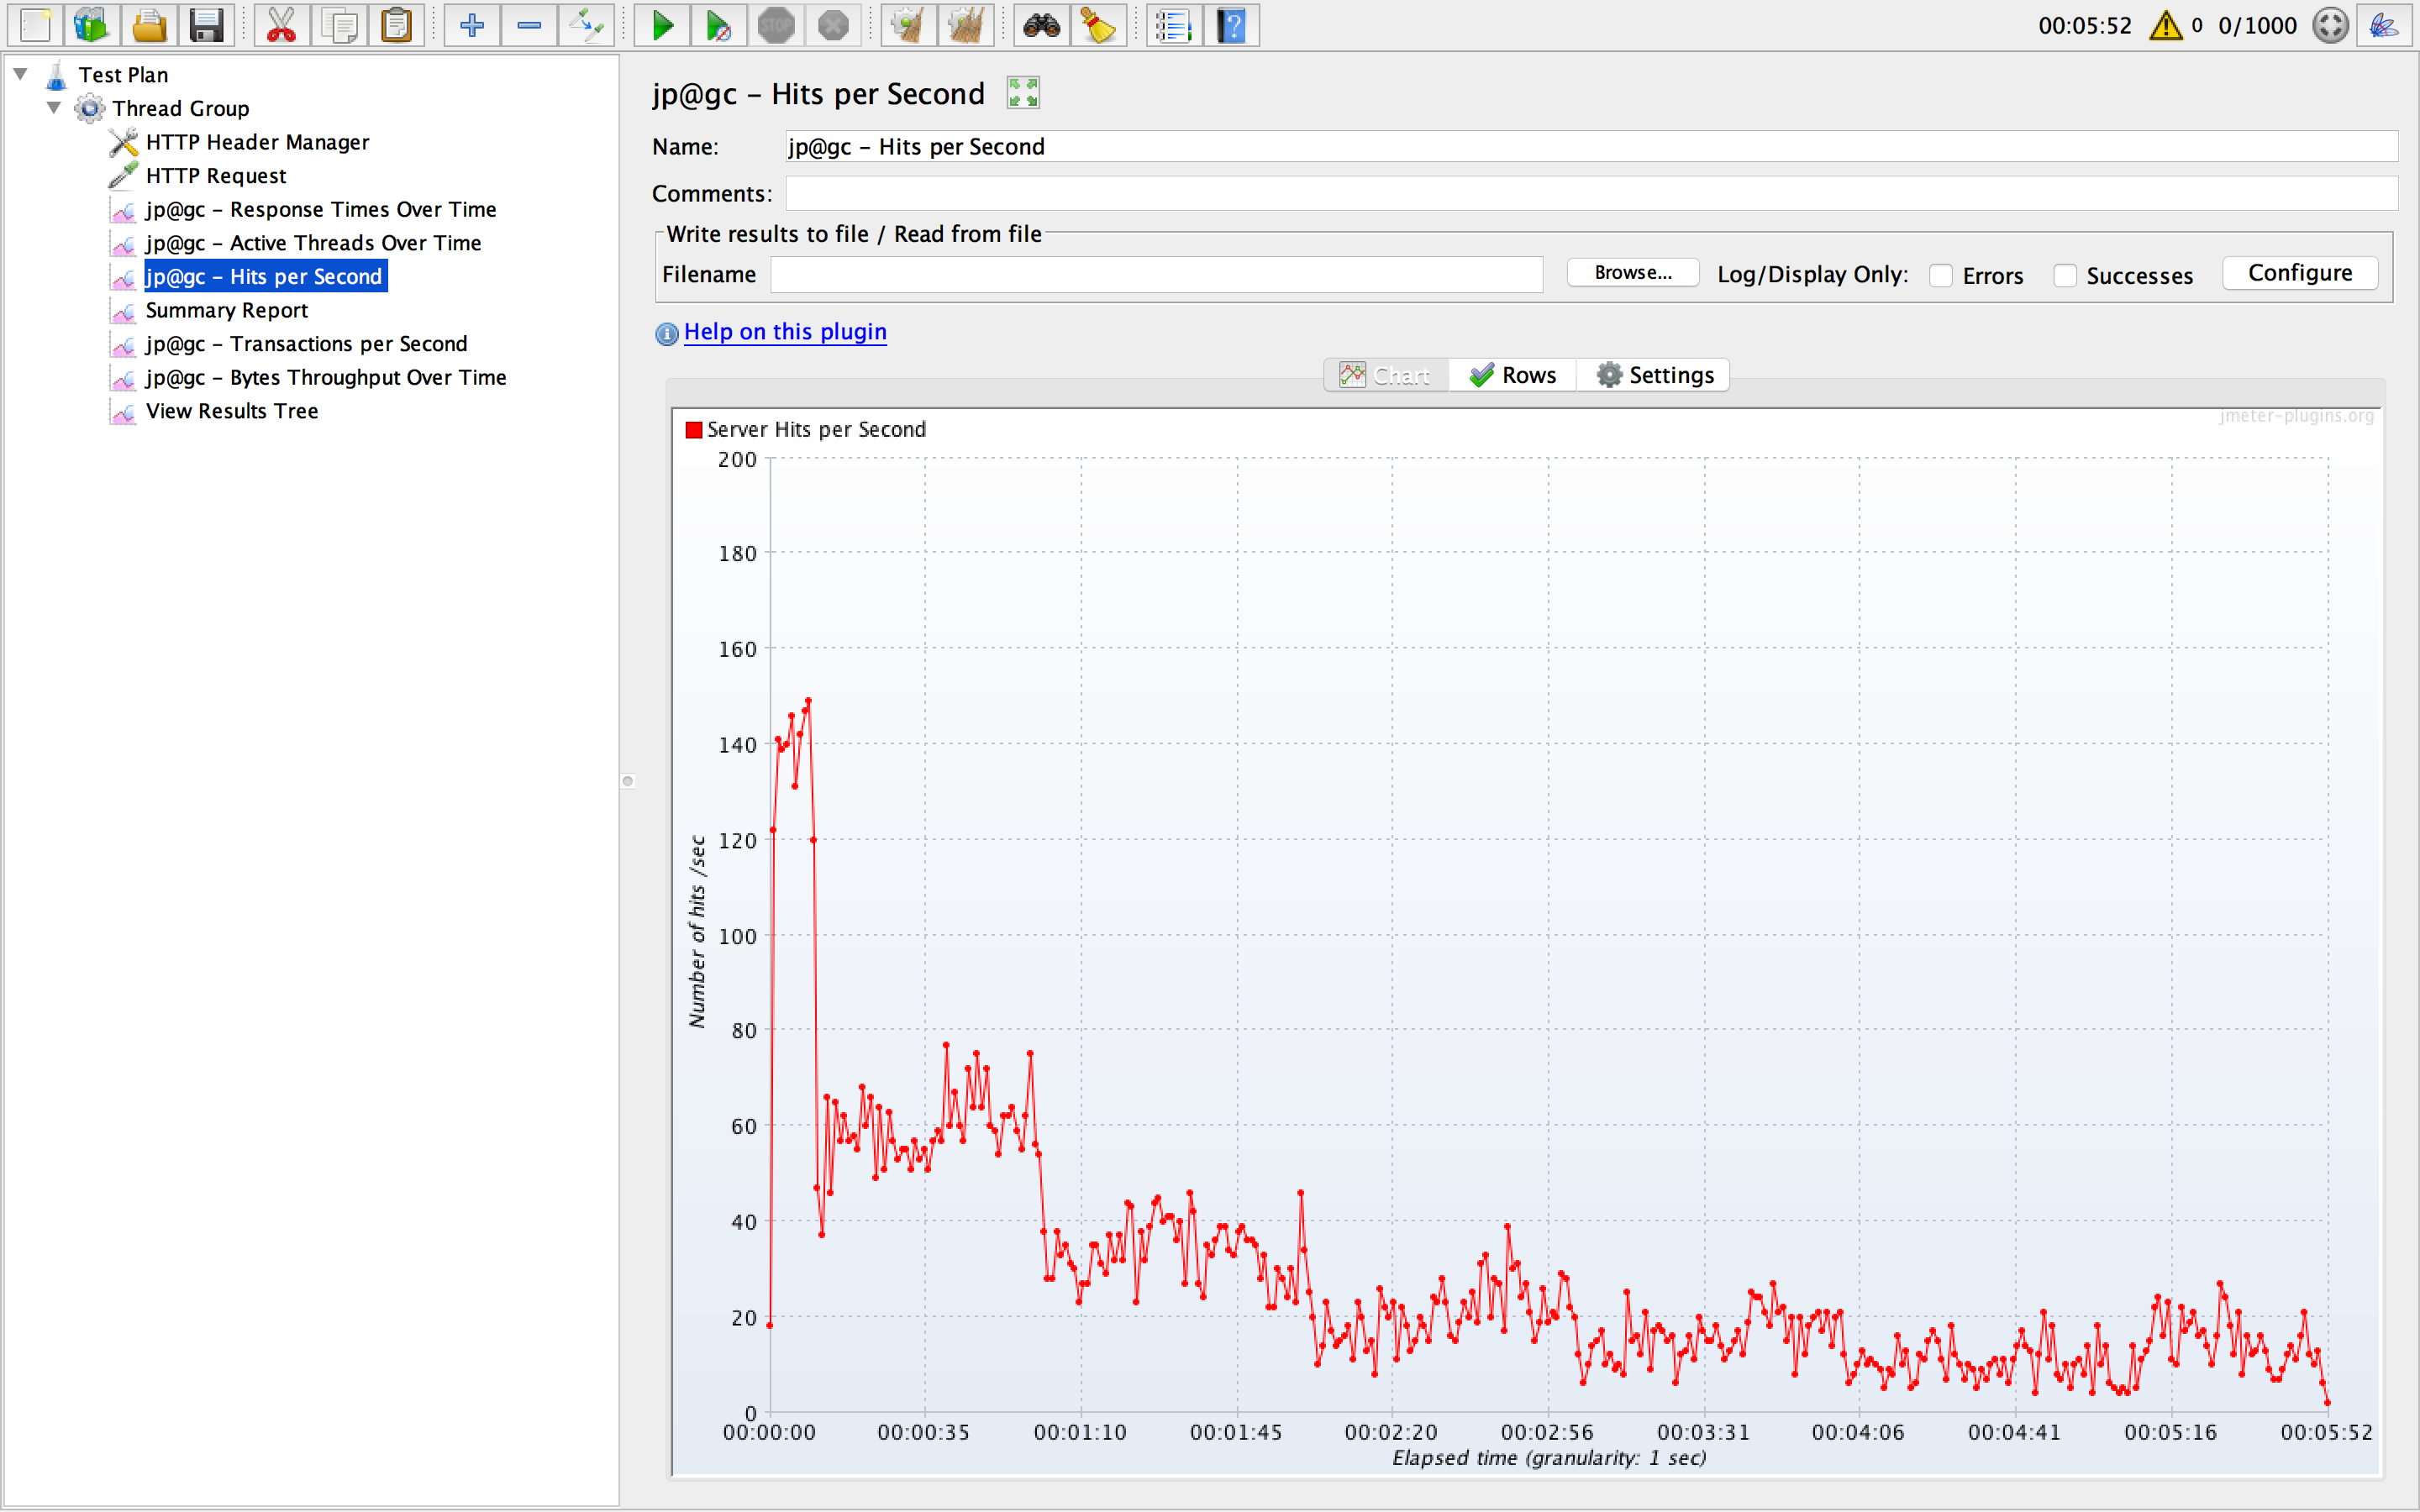 STOP
00:05:52 0 0/1000
Test Plan
Thread Group
HTTP Header Manager
HTTP Request
jp@gc – Response Times Over Time
jp@gc – Active Threads Over Time
jp@gc – Hits per Second
Summary Report
jp@gc – Transactions per Second
jp@gc – Bytes Throughput Over Time
View Results Tree
jp@gc – Hits per Second
Name: jp@gc – Hits per Second
Comments:
Write results to file / Read from file
Filename Browse... Log/Display Only: Errors Successes Configure
Help on this plugin
Chart Rows Settings
jmeter-plugins.org
Server Hits per Second
200
180
160
140
120
100
80
60
40
20
0
Number of hits /sec
00:00:00 00:00:35 00:01:10 00:01:45 00:02:20 00:02:56 00:03:31 00:04:06 00:04:41 00:05:16 00:05:52
Elapsed time (granularity: 1 sec)